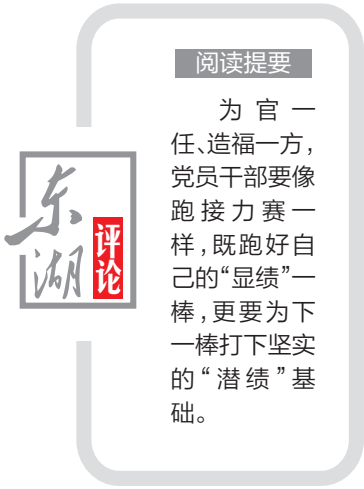 东湖
评论
阅读提要
为官一
任、造福一方，
党员干部要像
跑接力赛一
样，既跑好自
己的“显绩”一
棒，更要为下
一棒打下坚实
的“潜绩”基
础。